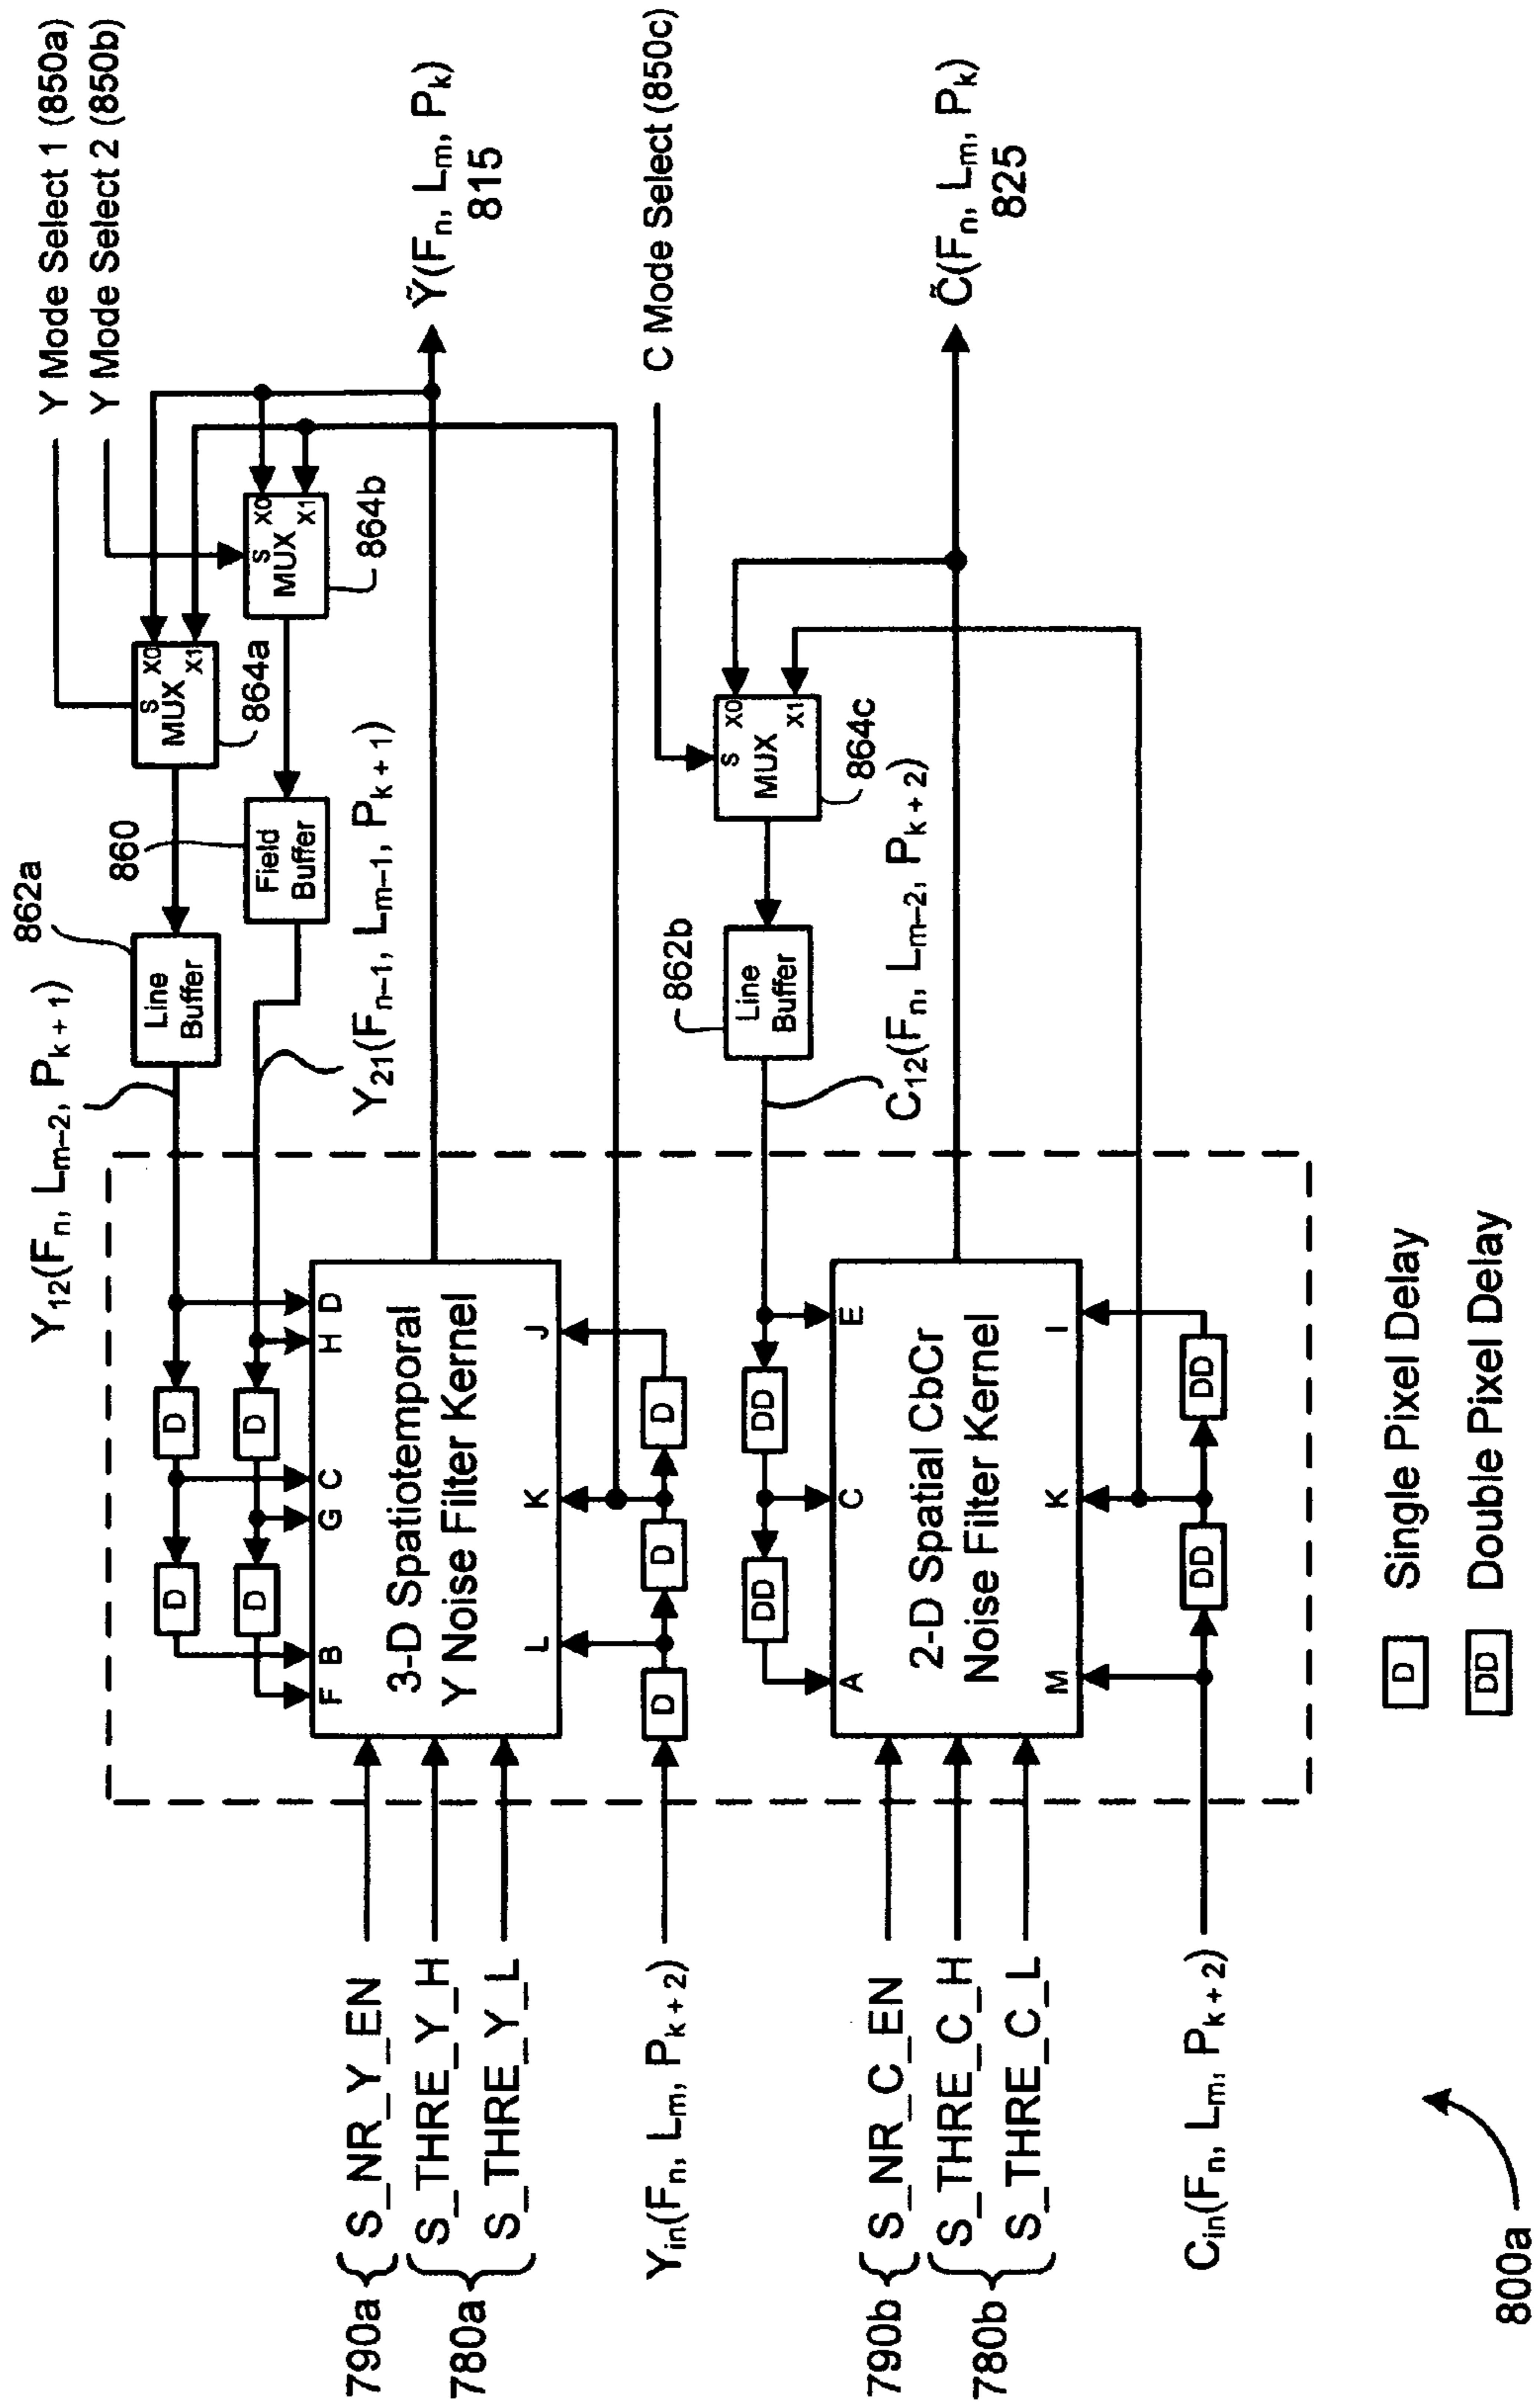 Y Mode Select 1 (850a)
Y Mode Select 2 (850b)
Y12(Fn, Lm–2, Pk + 1)
862a
Line
Buffer
860
Field
Buffer
S
MUX
X0
X1
864a
S
MUX
X0
X1
864b
Y21(Fn–1, Lm–1, Pk + 1)
D
D
D
D
F
B
G
C
H
D
790a
S_NR_Y_EN
780a
S_THRE_Y_H
S_THRE_Y_L
3-D Spatiotemporal
Y Noise Filter Kernel
Ỹ(Fn, Lm, Pk)
815
L
K
J
Yin(Fn, Lm, Pk + 2)
D
D
D
C Mode Select (850c)
862b
Line
Buffer
S
MUX
X0
X1
864c
C12(Fn, Lm–2, Pk + 2)
DD
DD
A
C
E
790b
S_NR_C_EN
780b
S_THRE_C_H
S_THRE_C_L
2-D Spatial CbCr
Noise Filter Kernel
C̃(Fn, Lm, Pk)
825
M
K
I
Cin(Fn, Lm, Pk + 2)
DD
DD
D Single Pixel Delay
DD Double Pixel Delay
800a